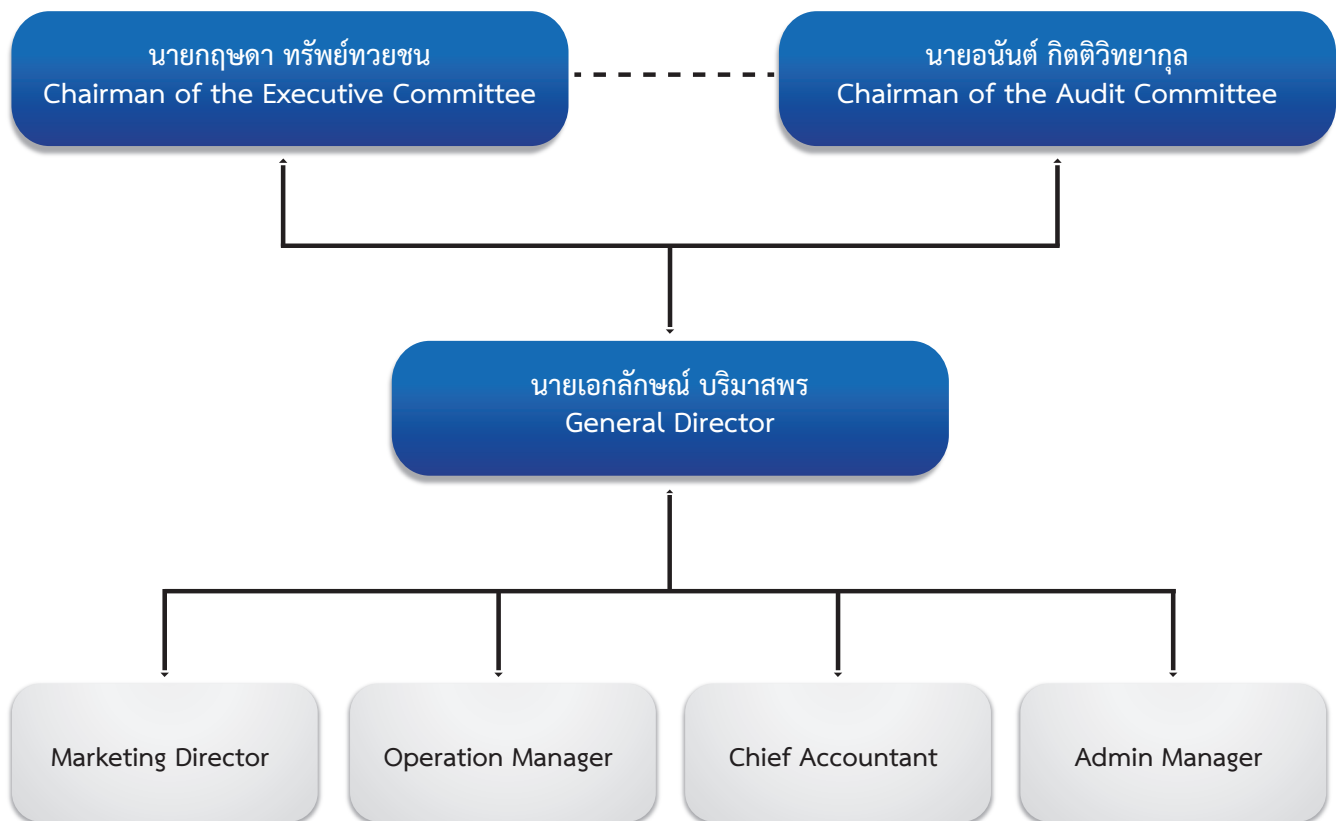 นายกฤษดา ทรัพย์ทวยชน
Chairman of the Executive Committee
นายอนันต์ กิตติวิทยากุล
Chairman of the Audit Committee
นายเอกลักษณ์ บริมาสพร
General Director
Marketing Director
Operation Manager
Chief Accountant
Admin Manager